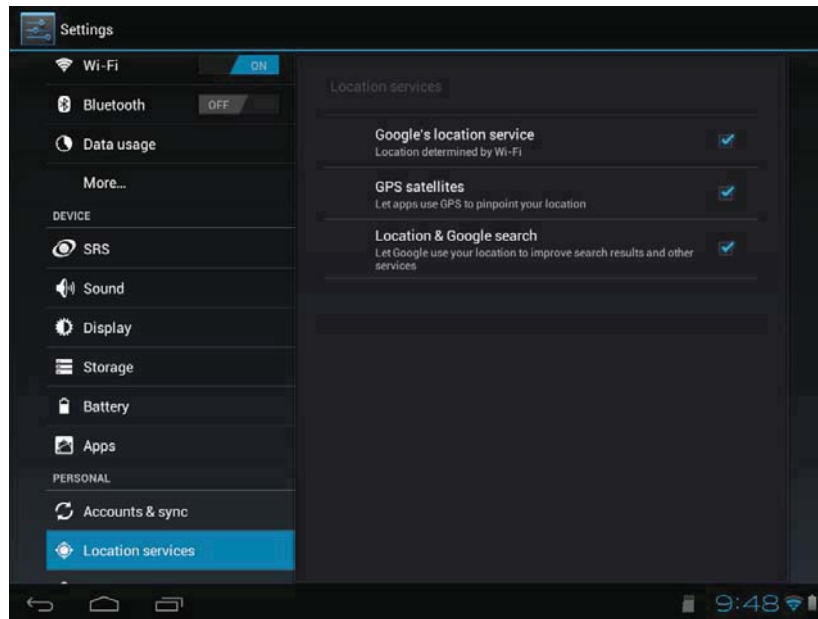 Settings
Wi-Fi ON
Bluetooth OFF
Data usage
More...
DEVICE
SRS
Sound
Display
Storage
Battery
Apps
PERSONAL
Accounts & sync
Location services
Location services
Google's location service
Location determined by Wi-Fi
GPS satellites
Let apps use GPS to pinpoint your location
Location & Google search
Let Google use your location to improve search results and other
services
9:48